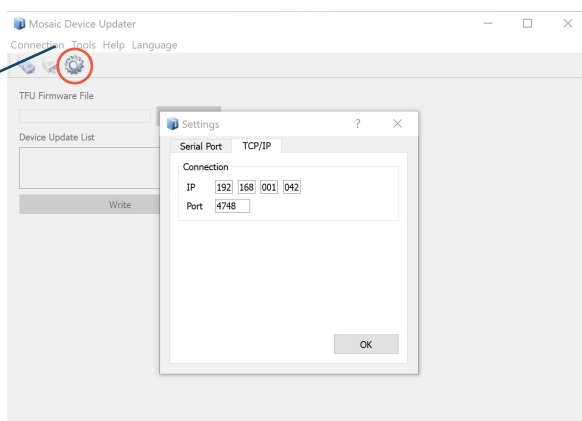 Mosaic Device Updater
Connection Tools Help Language
TFU Firmware File
Device Update List
Write
Settings ?
Serial Port TCP/IP
Connection
IP 192 168 001 042
Port 4748
OK